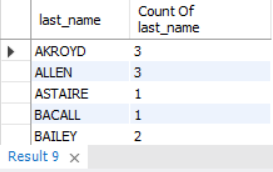 last_name Count Of
last_name
AKROYD 3
ALLEN 3
ASTAIRE 1
BACALL 1
BAILEY 2
Result 9